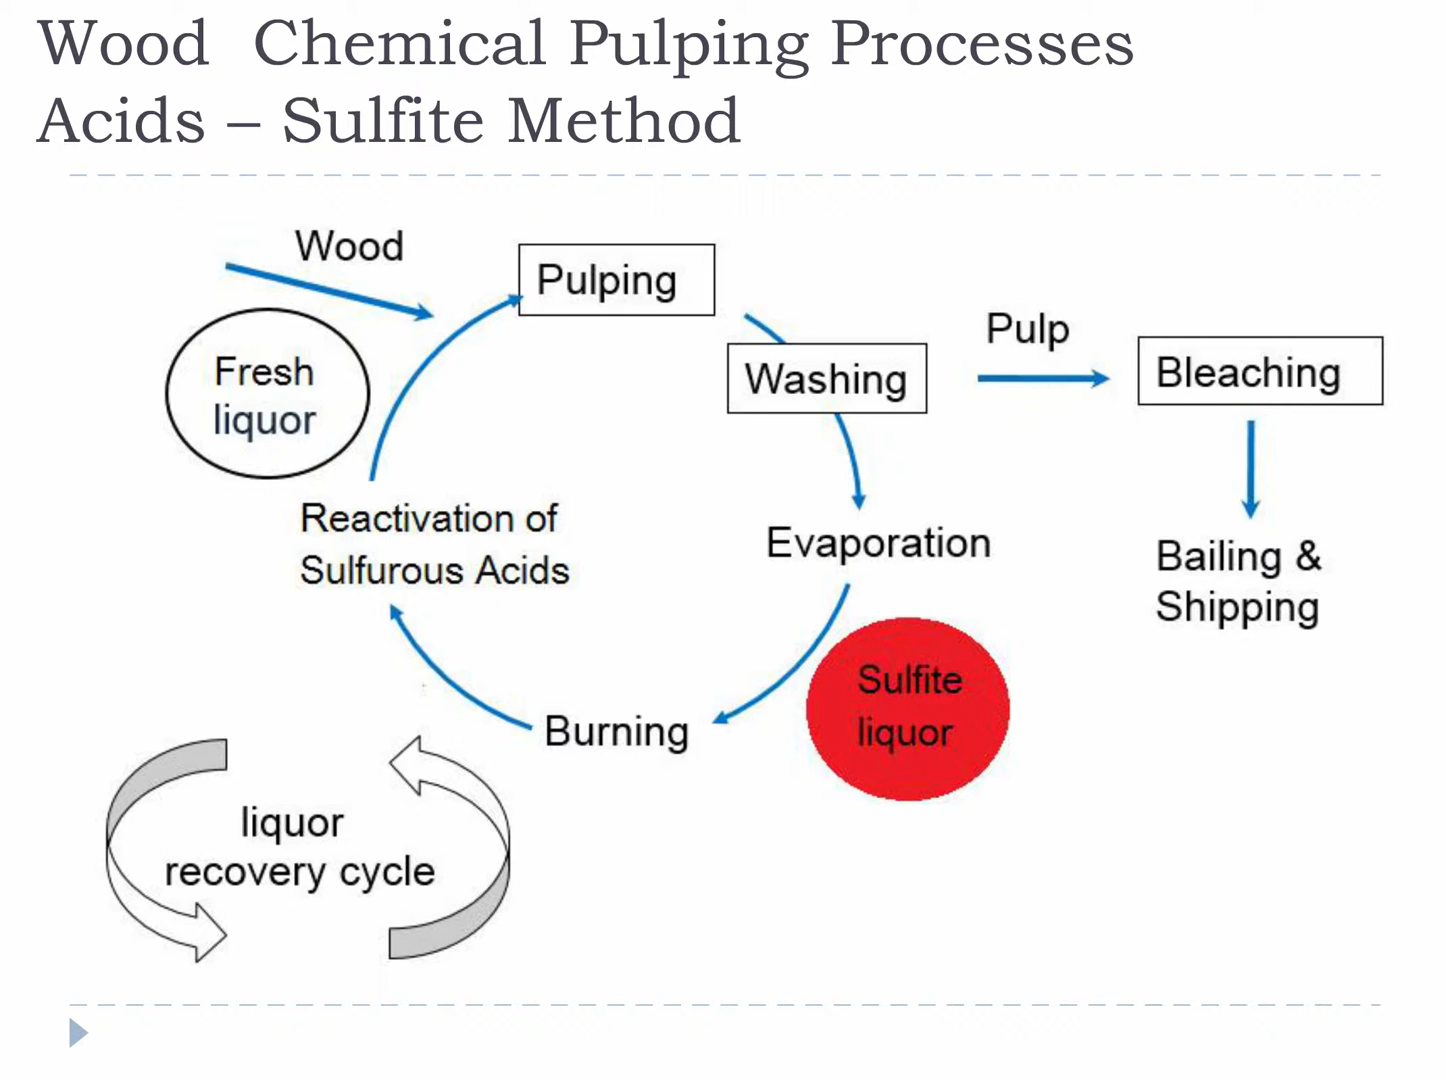 Wood  Chemical Pulping Processes
Acids – Sulfite Method
Wood
Pulping
Fresh
liquor
Washing
Pulp
Bleaching
Reactivation of
Sulfurous Acids
Evaporation
Bailing &
Shipping
Sulfite
liquor
Burning
liquor
recovery cycle